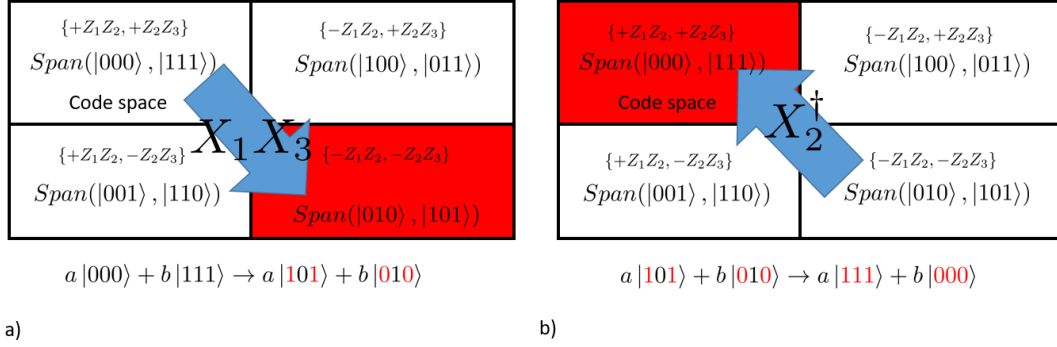 {+Z₁Z₂, +Z₂Z₃}
Span(|000⟩ , |111⟩)
Code space
{−Z₁Z₂, +Z₂Z₃}
Span(|100⟩ , |011⟩)
X₁X₃
{+Z₁Z₂, −Z₂Z₃}
Span(|001⟩ , |110⟩)
{−Z₁Z₂, −Z₂Z₃}
Span(|010⟩ , |101⟩)
a |000⟩ + b |111⟩ → a |101⟩ + b |010⟩
a)
{+Z₁Z₂, +Z₂Z₃}
Span(|000⟩ , |111⟩)
Code space
{−Z₁Z₂, +Z₂Z₃}
Span(|100⟩ , |011⟩)
X₂†
{+Z₁Z₂, −Z₂Z₃}
Span(|001⟩ , |110⟩)
{−Z₁Z₂, −Z₂Z₃}
Span(|010⟩ , |101⟩)
a |101⟩ + b |010⟩ → a |111⟩ + b |000⟩
b)